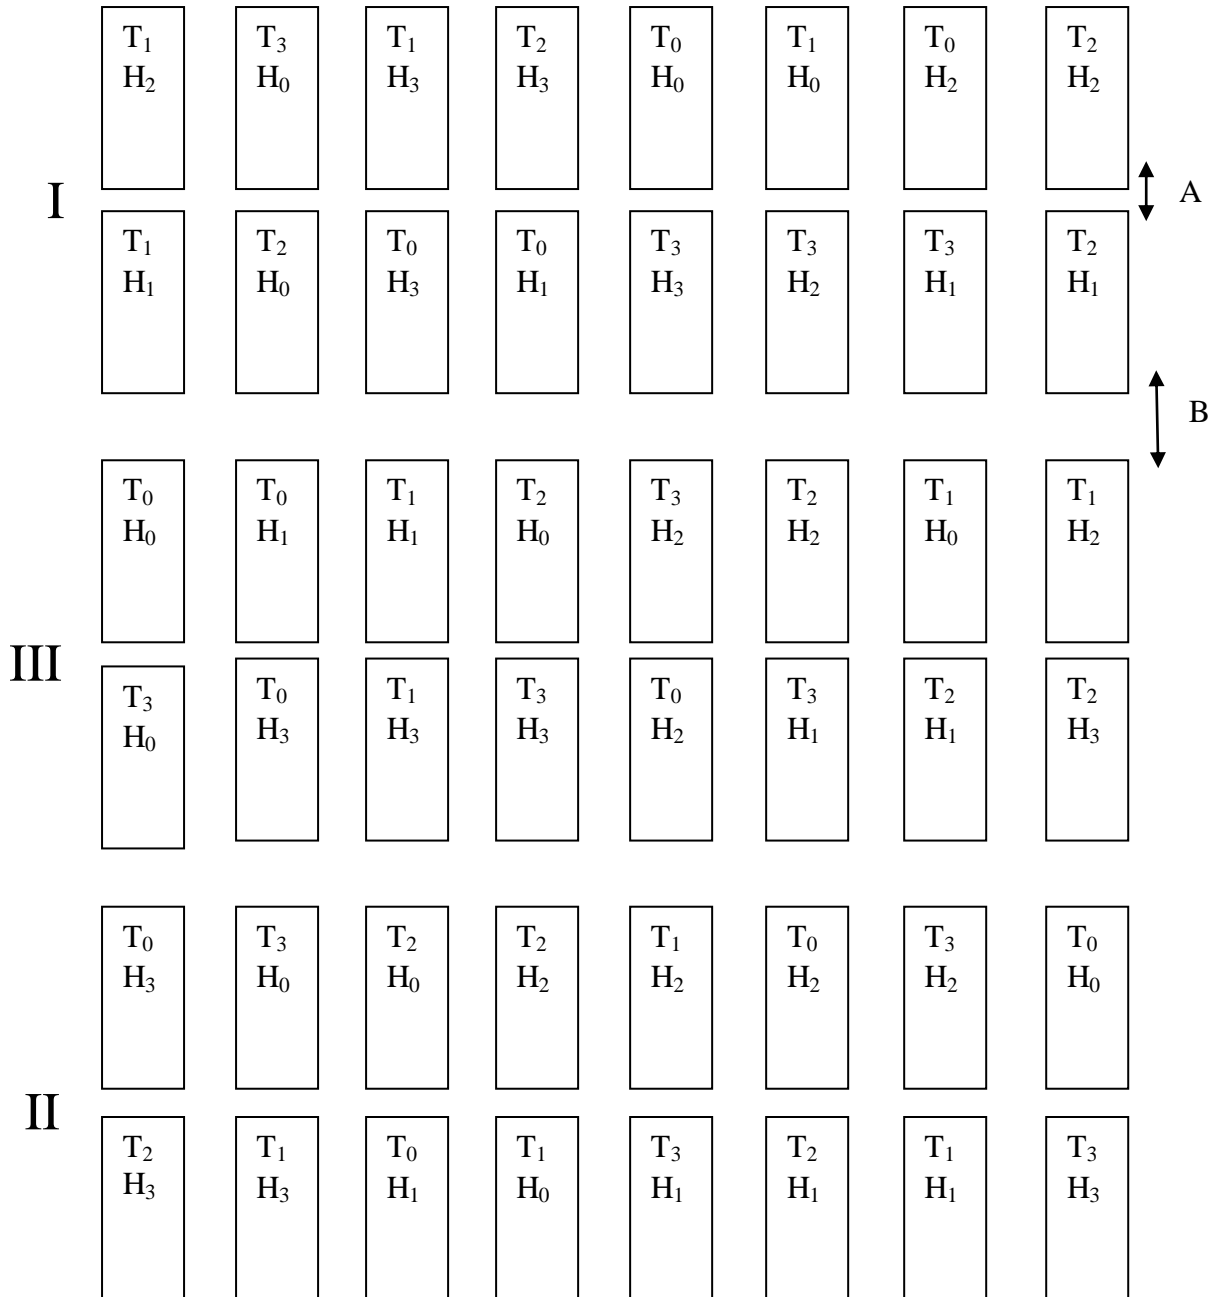 T₁ T₃ T₁ T₂ T₀ T₁ T₀ T₂
H₂ H₀ H₃ H₃ H₀ H₀ H₂ H₂
I
A
T₁ T₂ T₀ T₀ T₃ T₃ T₃ T₂
H₁ H₀ H₃ H₁ H₃ H₂ H₁ H₁
B
T₀ T₀ T₁ T₂ T₃ T₂ T₁ T₁
H₀ H₁ H₁ H₀ H₂ H₂ H₀ H₂
III
T₃ T₀ T₁ T₃ T₀ T₃ T₂ T₂
H₀ H₃ H₃ H₃ H₂ H₁ H₁ H₃
T₀ T₃ T₂ T₂ T₁ T₀ T₃ T₀
H₃ H₀ H₀ H₂ H₂ H₂ H₂ H₀
II
T₂ T₁ T₀ T₁ T₃ T₂ T₁ T₃
H₃ H₃ H₁ H₀ H₁ H₁ H₁ H₃